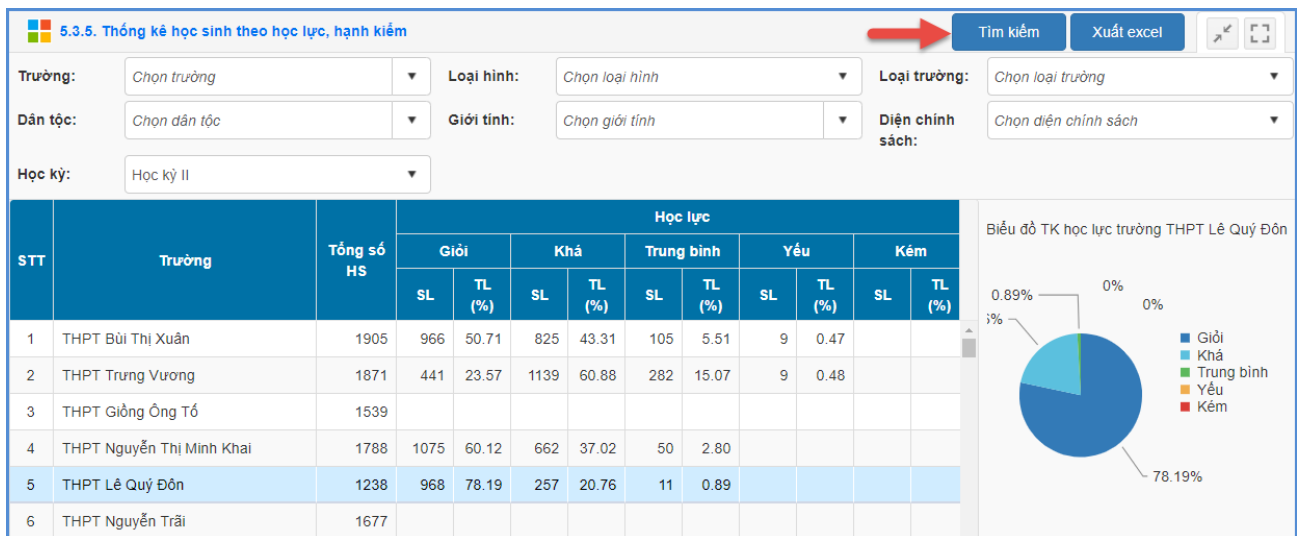 5.3.5. Thống kê học sinh theo học lực, hạnh kiểm
Tìm kiếm
Xuất excel
Trường: Chọn trường Loại hình: Chọn loại hình Loại trường: Chọn loại trường
Dân tộc: Chọn dân tộc Giới tính: Chọn giới tính Diện chính sách: Chọn diện chính sách
Học kỳ: Học kỳ II
STT Trường Tổng số HS Học lực
Giỏi Khá Trung bình Yếu Kém
SL TL (%) SL TL (%) SL TL (%) SL TL (%) SL TL (%)
1 THPT Bùi Thị Xuân 1905 966 50.71 825 43.31 105 5.51 9 0.47
2 THPT Trưng Vương 1871 441 23.57 1139 60.88 282 15.07 9 0.48
3 THPT Giồng Ông Tố 1539
4 THPT Nguyễn Thị Minh Khai 1788 1075 60.12 662 37.02 50 2.80
5 THPT Lê Quý Đôn 1238 968 78.19 257 20.76 11 0.89
6 THPT Nguyễn Trãi 1677
Biểu đồ TK học lực trường THPT Lê Quý Đôn
0.89%
0%
0%
78.19%
Giỏi
Khá
Trung bình
Yếu
Kém